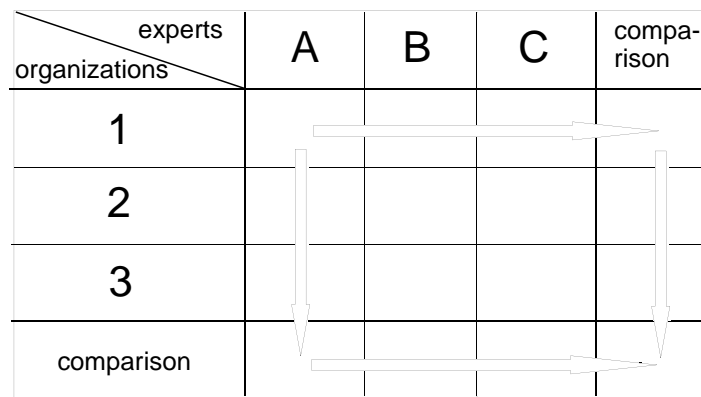 experts
organizations
A B C
compa-
rison
1
2
3
comparison